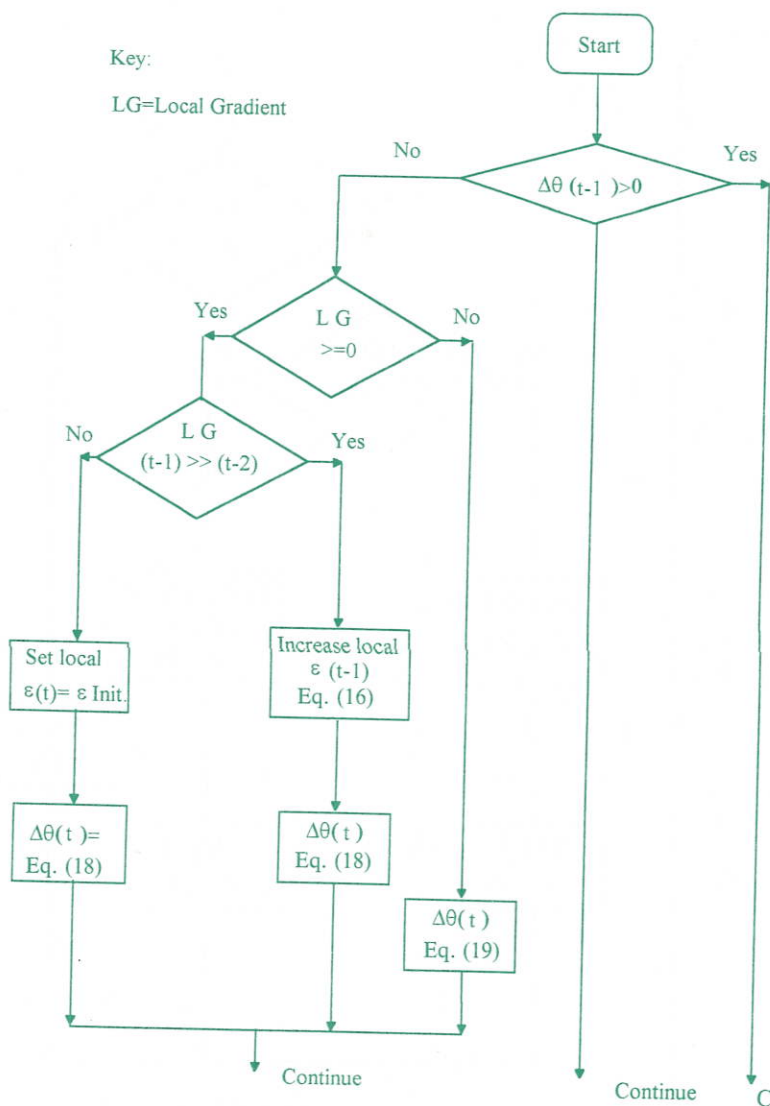 Start
Key:
LG=Local Gradient
No
Yes
Δθ (t-1 )>0
Yes
L G
>=0
No
No
L G
(t-1) >> (t-2)
Yes
Set local
ε(t)= ε Init.
Increase local
ε (t-1)
Eq. (16)
Δθ(t)=
Eq. (18)
Δθ(t)
Eq. (18)
Δθ(t)
Eq. (19)
Continue
Continue
C